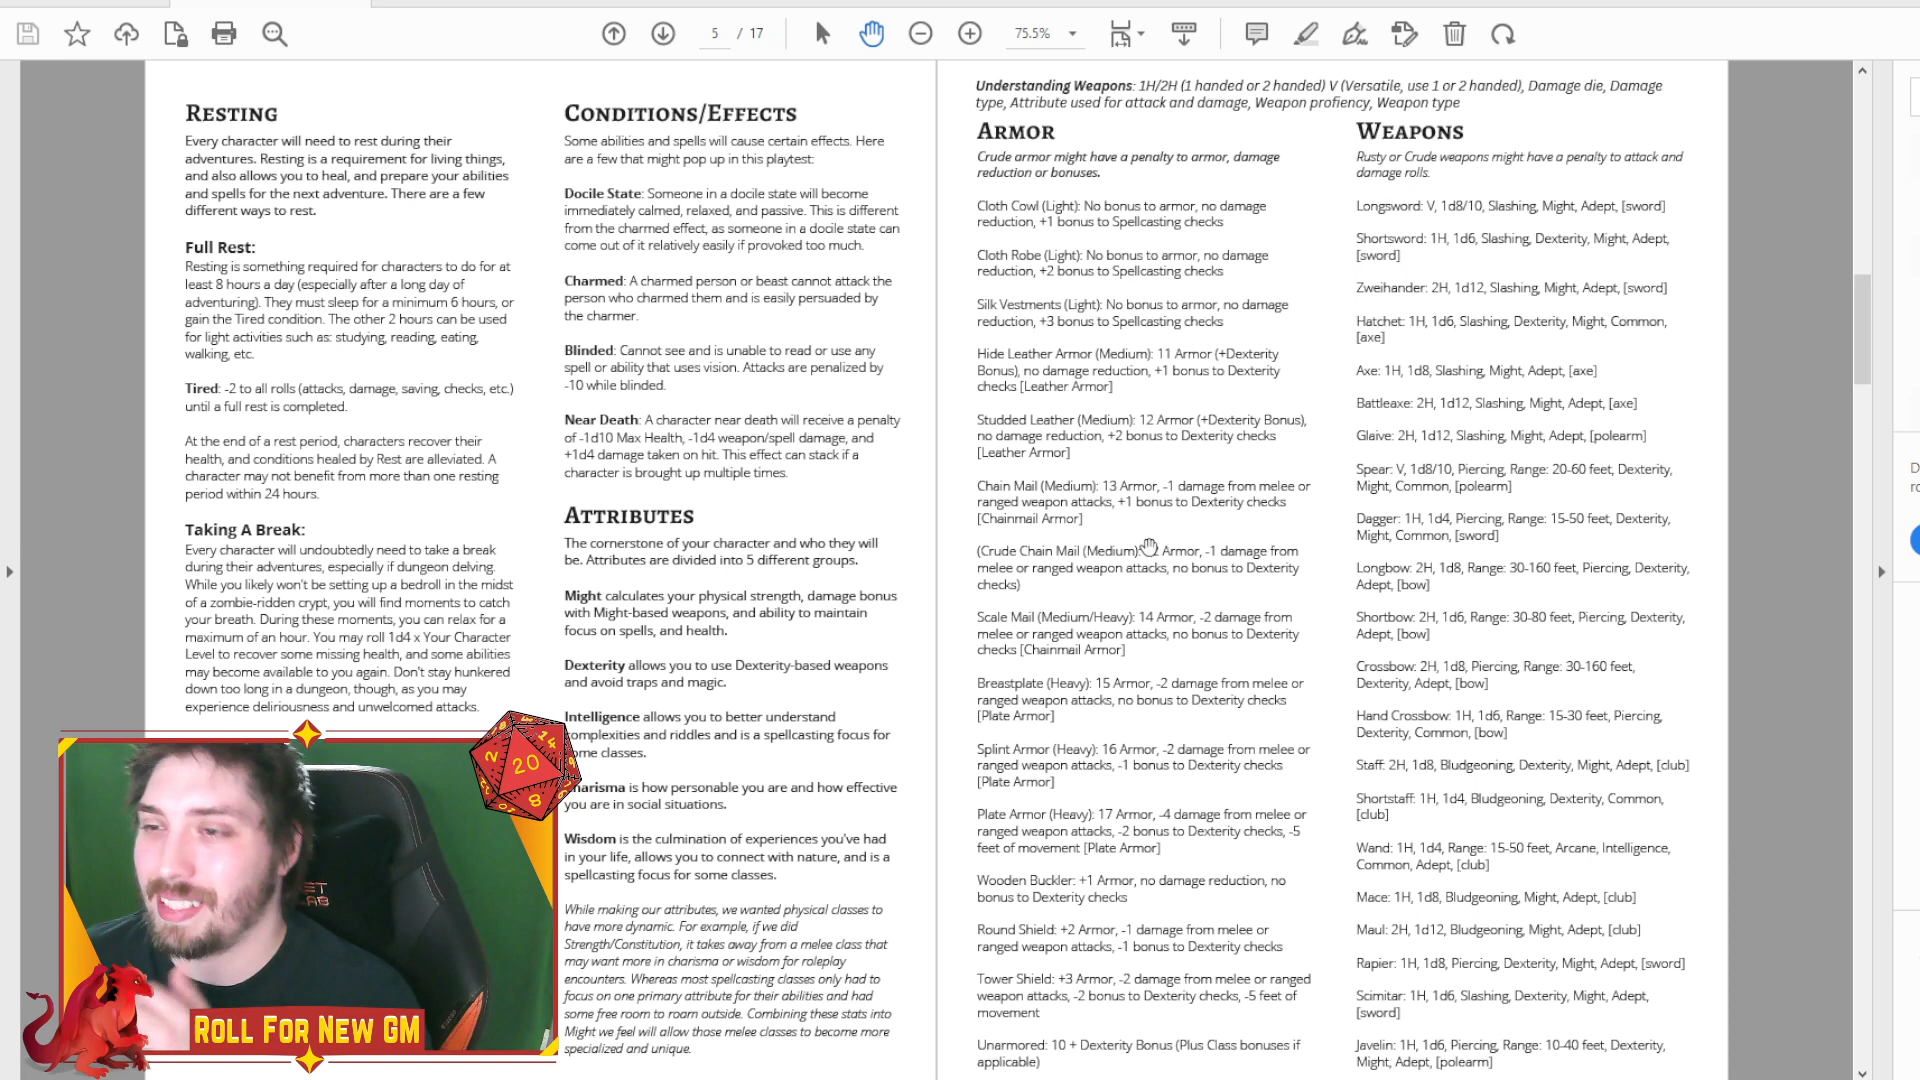 5 / 17
75.5%
RESTING
Every character will need to rest during their
adventures. Resting is a requirement for living things,
and also allows you to heal, and prepare your abilities
and spells for the next adventure. There are a few
different ways to rest.
Full Rest:
Resting is something required for characters to do for at
least 8 hours a day (especially after a long day of
adventuring). They must sleep for a minimum 6 hours, or
gain the Tired condition. The other 2 hours can be used
for light activities such as: studying, reading, eating,
walking, etc.
Tired: -2 to all rolls (attacks, damage, saving, checks, etc.)
until a full rest is completed.
At the end of a rest period, characters recover their
health, and conditions healed by Rest are alleviated. A
character may not benefit from more than one resting
period within 24 hours.
Taking A Break:
Every character will undoubtedly need to take a break
during their adventures, especially if dungeon delving.
While you likely won't be setting up a bedroll in the midst
of a zombie-ridden crypt, you will find moments to catch
your breath. During these moments, you can relax for a
maximum of an hour. You may roll 1d4 x Your Character
Level to recover some missing health, and some abilities
may become available to you again. Don't stay hunkered
down too long in a dungeon, though, as you may
experience deliriousness and unwelcomed attacks.
CONDITIONS/EFFECTS
Some abilities and spells will cause certain effects. Here
are a few that might pop up in this playtest:
Docile State: Someone in a docile state will become
immediately calmed, relaxed, and passive. This is different
from the charmed effect, as someone in a docile state can
come out of it relatively easily if provoked too much.
Charmed: A charmed person or beast cannot attack the
person who charmed them and is easily persuaded by
the charmer.
Blinded: Cannot see and is unable to read or use any
spell or ability that uses vision. Attacks are penalized by
-10 while blinded.
Near Death: A character near death will receive a penalty
of -1d10 Max Health, -1d4 weapon/spell damage, and
+1d4 damage taken on hit. This effect can stack if a
character is brought up multiple times.
ATTRIBUTES
The cornerstone of your character and who they will
be. Attributes are divided into 5 different groups.
Might calculates your physical strength, damage bonus
with Might-based weapons, and ability to maintain
focus on spells, and health.
Dexterity allows you to use Dexterity-based weapons
and avoid traps and magic.
Intelligence allows you to better understand
complexities and riddles and is a spellcasting focus for
some classes.
Charisma is how personable you are and how effective
you are in social situations.
Wisdom is the culmination of experiences you've had
in your life, allows you to connect with nature, and is a
spellcasting focus for some classes.
While making our attributes, we wanted physical classes to
have more dynamic. For example, if we did
Strength/Constitution, it takes away from a melee class that
may want more in charisma or wisdom for roleplay
encounters. Whereas most spellcasting classes only had to
focus on one primary attribute for their abilities and had
some free room to roam outside. Combining these stats into
Might we feel will allow those melee classes to become more
specialized and unique.
Understanding Weapons: 1H/2H (1 handed or 2 handed) V (Versatile, use 1 or 2 handed), Damage die, Damage
type, Attribute used for attack and damage, Weapon profiency, Weapon type
ARMOR
Crude armor might have a penalty to armor, damage
reduction or bonuses.
Cloth Cowl (Light): No bonus to armor, no damage
reduction, +1 bonus to Spellcasting checks
Cloth Robe (Light): No bonus to armor, no damage
reduction, +2 bonus to Spellcasting checks
Silk Vestments (Light): No bonus to armor, no damage
reduction, +3 bonus to Spellcasting checks
Hide Leather Armor (Medium): 11 Armor (+Dexterity
Bonus), no damage reduction, +1 bonus to Dexterity
checks [Leather Armor]
Studded Leather (Medium): 12 Armor (+Dexterity Bonus),
no damage reduction, +2 bonus to Dexterity checks
[Leather Armor]
Chain Mail (Medium): 13 Armor, -1 damage from melee or
ranged weapon attacks, +1 bonus to Dexterity checks
[Chainmail Armor]
(Crude Chain Mail (Medium): Armor, -1 damage from
melee or ranged weapon attacks, no bonus to Dexterity
checks)
Scale Mail (Medium/Heavy): 14 Armor, -2 damage from
melee or ranged weapon attacks, no bonus to Dexterity
checks [Chainmail Armor]
Breastplate (Heavy): 15 Armor, -2 damage from melee or
ranged weapon attacks, no bonus to Dexterity checks
[Plate Armor]
Splint Armor (Heavy): 16 Armor, -2 damage from melee or
ranged weapon attacks, -1 bonus to Dexterity checks
[Plate Armor]
Plate Armor (Heavy): 17 Armor, -4 damage from melee or
ranged weapon attacks, -2 bonus to Dexterity checks, -5
feet of movement [Plate Armor]
Wooden Buckler: +1 Armor, no damage reduction, no
bonus to Dexterity checks
Round Shield: +2 Armor, -1 damage from melee or
ranged weapon attacks, -1 bonus to Dexterity checks
Tower Shield: +3 Armor, -2 damage from melee or ranged
weapon attacks, -2 bonus to Dexterity checks, -5 feet of
movement
Unarmored: 10 + Dexterity Bonus (Plus Class bonuses if
applicable)
WEAPONS
Rusty or Crude weapons might have a penalty to attack and
damage rolls.
Longsword: V, 1d8/10, Slashing, Might, Adept, [sword]
Shortsword: 1H, 1d6, Slashing, Dexterity, Might, Adept,
[sword]
Zweihander: 2H, 1d12, Slashing, Might, Adept, [sword]
Hatchet: 1H, 1d6, Slashing, Dexterity, Might, Common,
[axe]
Axe: 1H, 1d8, Slashing, Might, Adept, [axe]
Battleaxe: 2H, 1d12, Slashing, Might, Adept, [axe]
Glaive: 2H, 1d12, Slashing, Might, Adept, [polearm]
Spear: V, 1d8/10, Piercing, Range: 20-60 feet, Dexterity,
Might, Common, [polearm]
Dagger: 1H, 1d4, Piercing, Range: 15-50 feet, Dexterity,
Might, Common, [sword]
Longbow: 2H, 1d8, Range: 30-160 feet, Piercing, Dexterity,
Adept, [bow]
Shortbow: 2H, 1d6, Range: 30-80 feet, Piercing, Dexterity,
Adept, [bow]
Crossbow: 2H, 1d8, Piercing, Range: 30-160 feet,
Dexterity, Adept, [bow]
Hand Crossbow: 1H, 1d6, Range: 15-30 feet, Piercing,
Dexterity, Common, [bow]
Staff: 2H, 1d8, Bludgeoning, Dexterity, Might, Adept, [club]
Shortstaff: 1H, 1d4, Bludgeoning, Dexterity, Common,
[club]
Wand: 1H, 1d4, Range: 15-50 feet, Arcane, Intelligence,
Common, Adept, [club]
Mace: 1H, 1d8, Bludgeoning, Might, Adept, [club]
Maul: 2H, 1d12, Bludgeoning, Might, Adept, [club]
Rapier: 1H, 1d8, Piercing, Dexterity, Might, Adept, [sword]
Scimitar: 1H, 1d6, Slashing, Dexterity, Might, Adept,
[sword]
Javelin: 1H, 1d6, Piercing, Range: 10-40 feet, Dexterity,
Might, Adept, [polearm]
20
14
2
8
ROLL FOR NEW GM